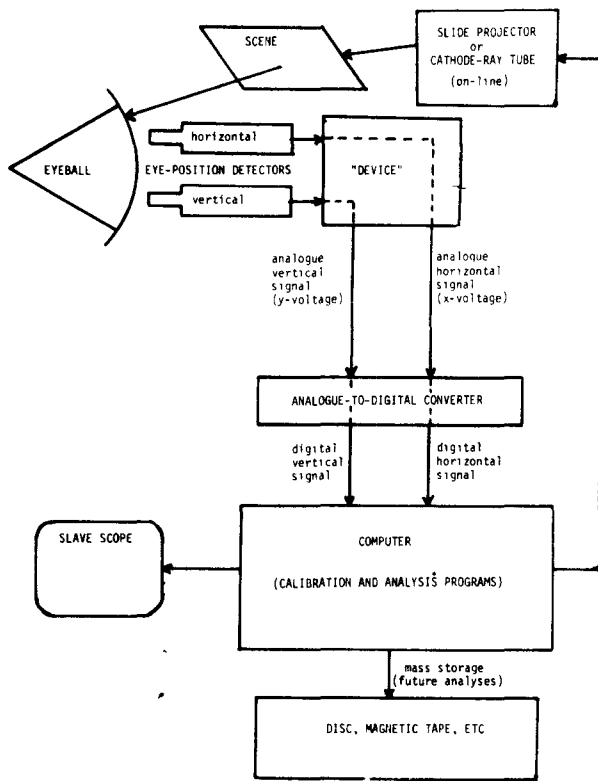 SCENE
SLIDE PROJECTOR
or
CATHODE-RAY TUBE
(on-line)
horizontal
EYEBALL
EYE-POSITION DETECTORS
"DEVICE"
vertical
analogue
vertical
signal
(y-voltage)
analogue
horizontal
signal
(x-voltage)
ANALOGUE-TO-DIGITAL CONVERTER
digital
vertical
signal
digital
horizontal
signal
SLAVE SCOPE
COMPUTER
(CALIBRATION AND ANALYSIS PROGRAMS)
mass storage
(future analyses)
DISC, MAGNETIC TAPE, ETC